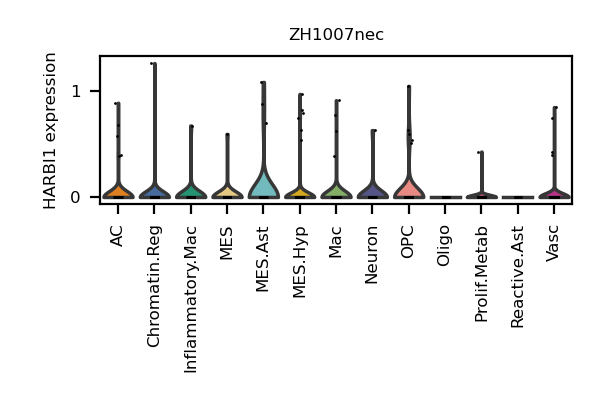 ZH1007nec
HARBI1 expression
1
0
AC
Chromatin.Reg
Inflammatory.Mac
MES
MES.Ast
MES.Hyp
Mac
Neuron
OPC
Oligo
Prolif.Metab
Reactive.Ast
Vasc